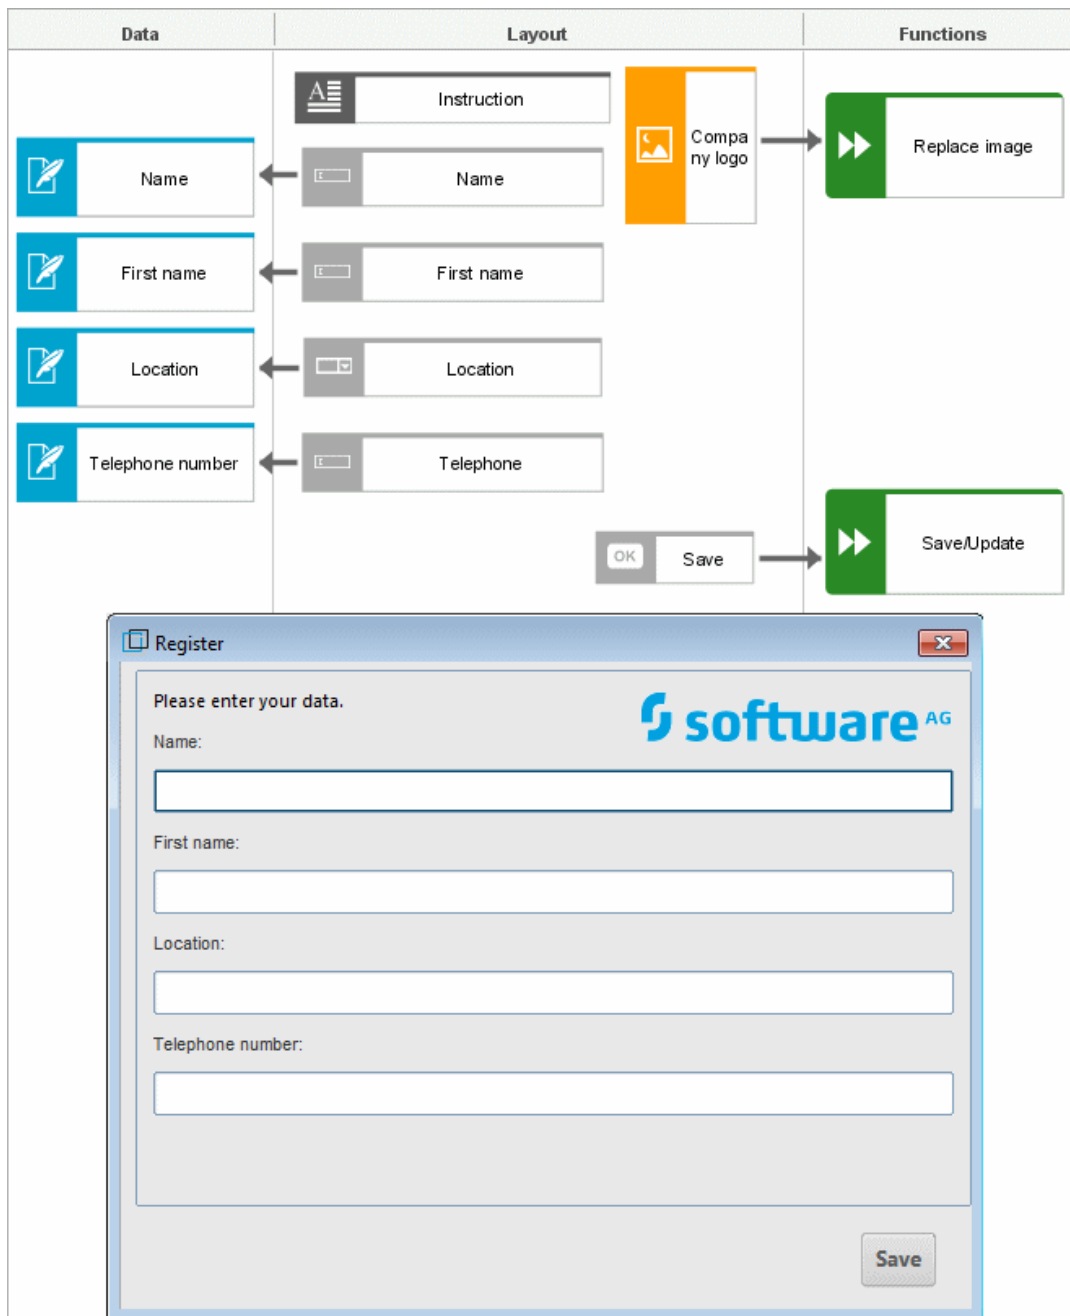 Data Layout Functions
Instruction
Compa
ny logo
Replace image
Name
Name
First name
First name
Location
Location
Telephone number
Telephone
OK
Save
Save/Update
Register
Please enter your data.
software AG
Name:
First name:
Location:
Telephone number:
Save